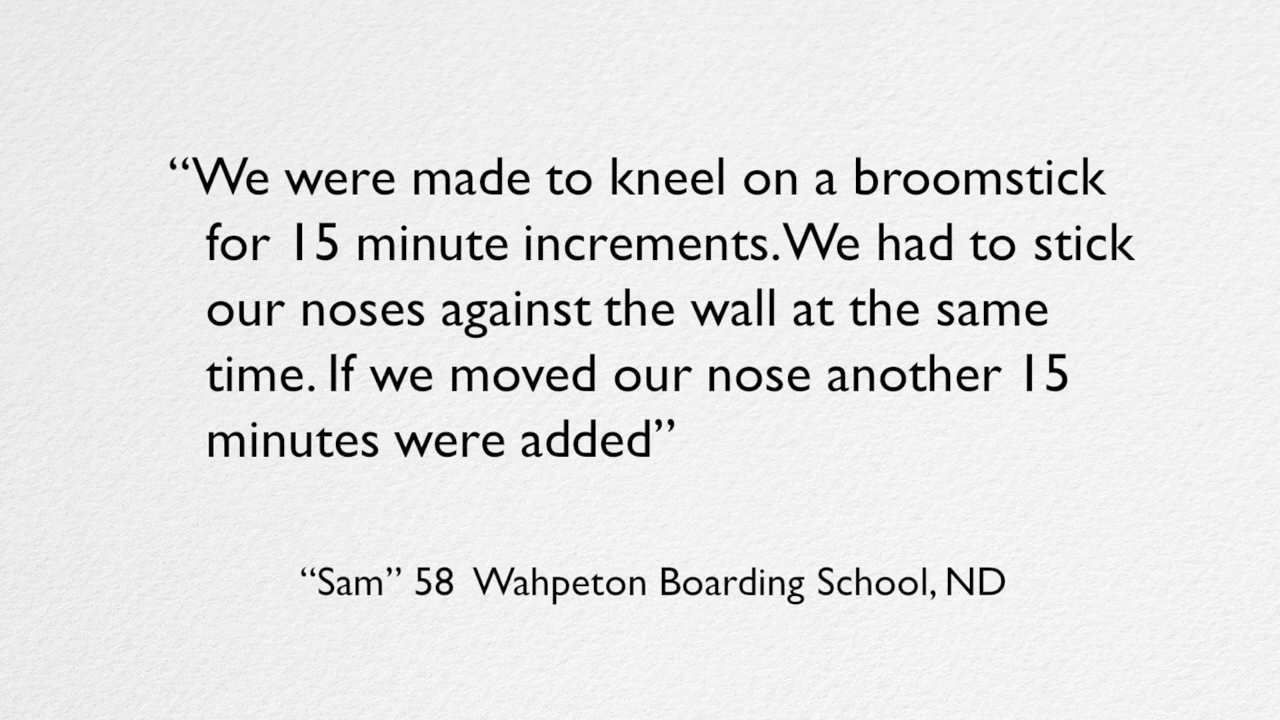 “We were made to kneel on a broomstick
for 15 minute increments. We had to stick
our noses against the wall at the same
time. If we moved our nose another 15
minutes were added”
“Sam” 58 Wahpeton Boarding School, ND